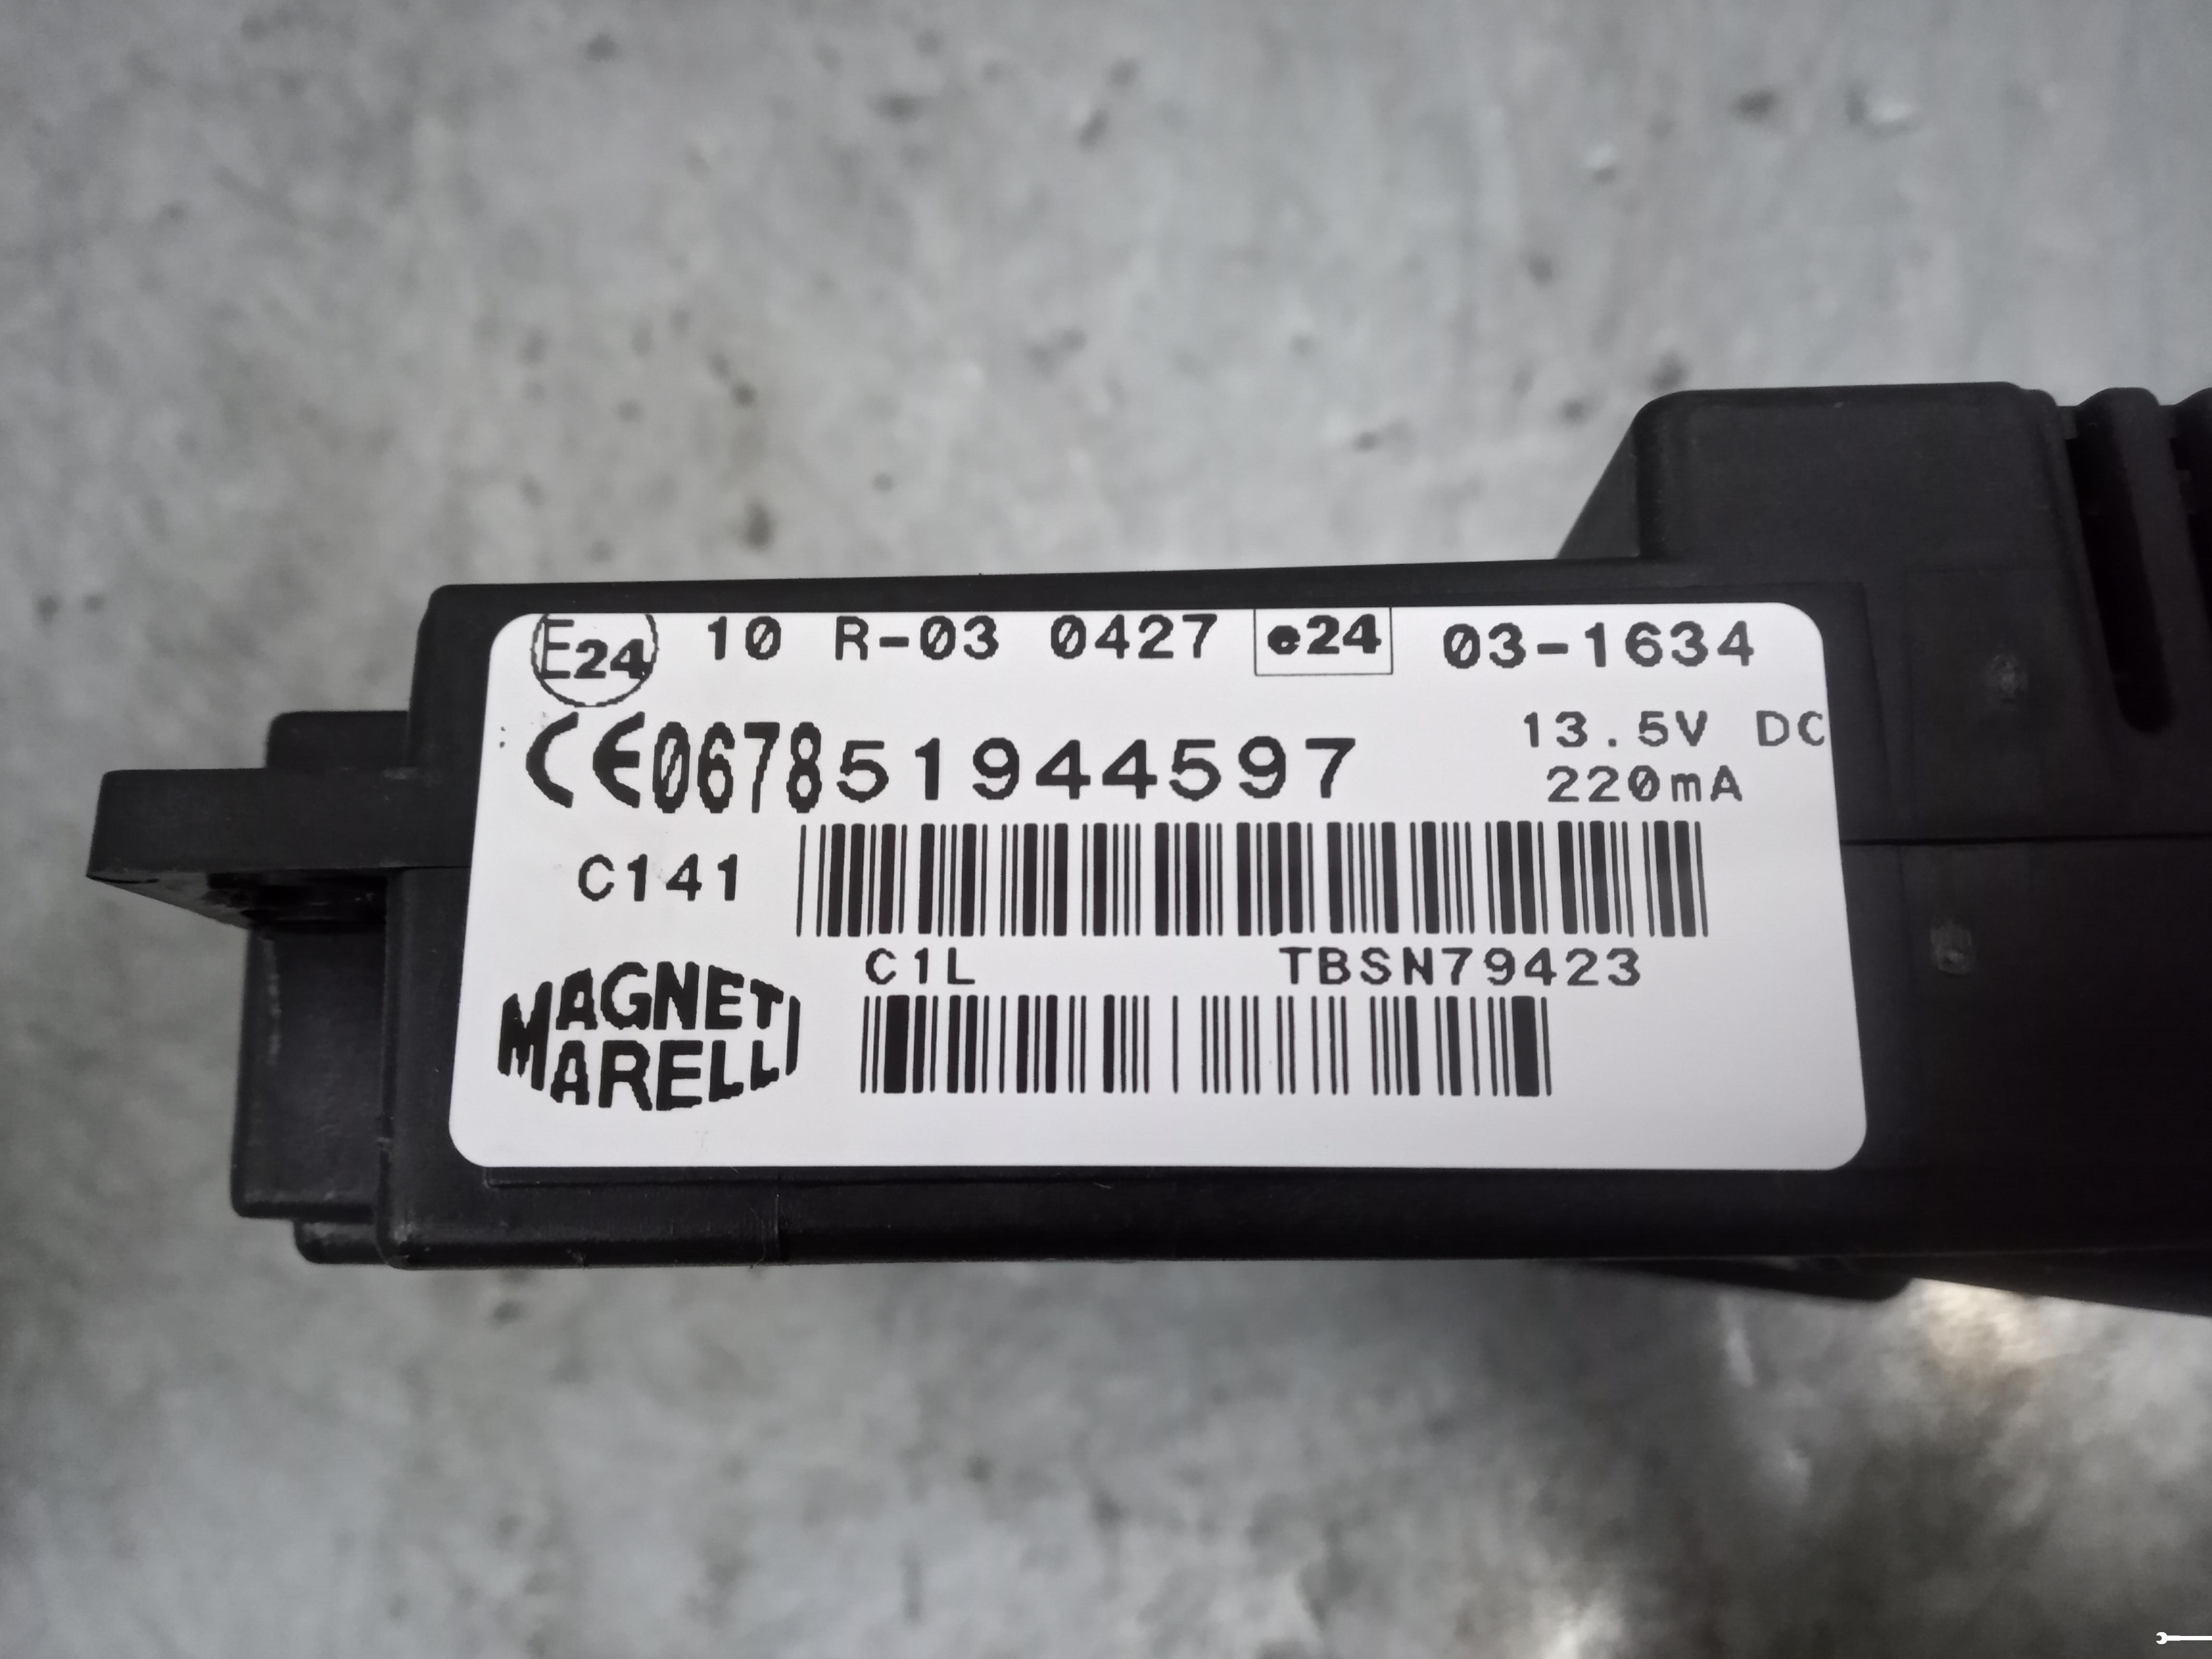 E24 10 R-03 0427 e24 03-1634
CE0678 51944597 13.5V DC
220mA
C141
C1L TBSN79423
MAGNETI
MARELLI